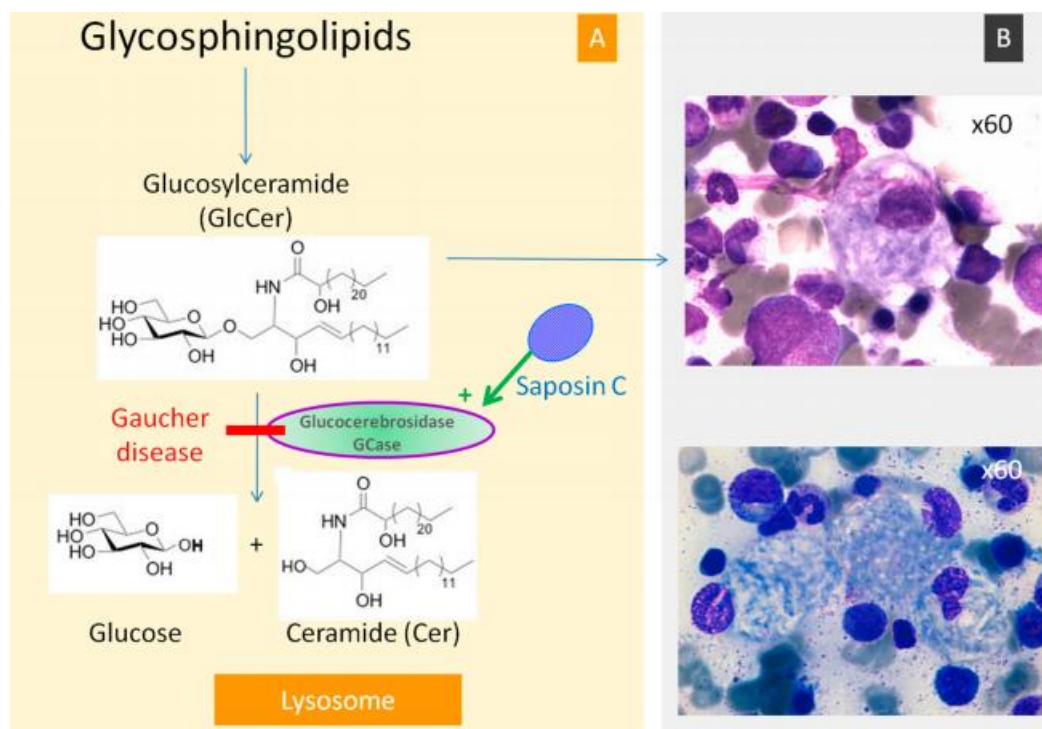 Glycosphingolipids
A
Glucosylceramide
(GlcCer)
O
HN
OH
20
HO
HO
HO
O
OH
O
OH
11
Saposin C
+
Gaucher
disease
Glucocerebrosidase
GCase
HO
HO
HO
O
OH
OH
+
O
HN
OH
20
HO
OH
11
Glucose
Ceramide (Cer)
Lysosome
B
x60
x60